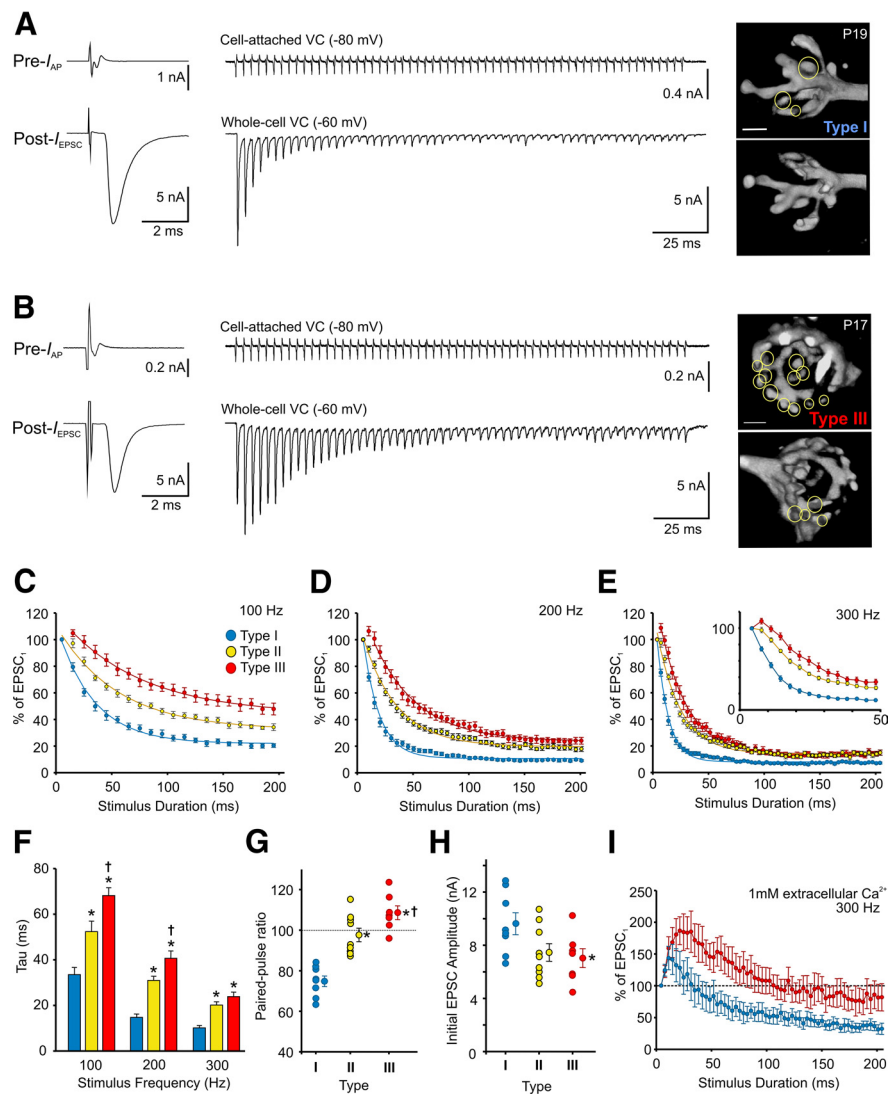 A
Pre-I_AP
1 nA
Cell-attached VC (-80 mV)
0.4 nA
P19
Type I
Post-I_EPSC
5 nA
2 ms
Whole-cell VC (-60 mV)
5 nA
25 ms
B
Pre-I_AP
0.2 nA
Cell-attached VC (-80 mV)
0.2 nA
P17
Type III
Post-I_EPSC
5 nA
2 ms
Whole-cell VC (-60 mV)
5 nA
25 ms
C
100 Hz
Type I
Type II
Type III
120
100
80
60
40
20
0
% of EPSC₁
0 50 100 150 200
Stimulus Duration (ms)
D
200 Hz
120
100
80
60
40
20
0
% of EPSC₁
0 50 100 150 200
Stimulus Duration (ms)
E
300 Hz
120
100
80
60
40
20
0
% of EPSC₁
0 50 100 150 200
Stimulus Duration (ms)
100
0
0 50
F
80
60
40
20
0
Tau (ms)
* *†
* *†
* *
100 200 300
Stimulus Frequency (Hz)
G
120
100
80
60
40
Paired-pulse ratio
*
*†
I II III
Type
H
16
12
8
4
0
Initial EPSC Amplitude (nA)
*
I II III
Type
I
1mM extracellular Ca²⁺
300 Hz
250
200
150
100
50
0
% of EPSC₁
0 50 100 150 200
Stimulus Duration (ms)